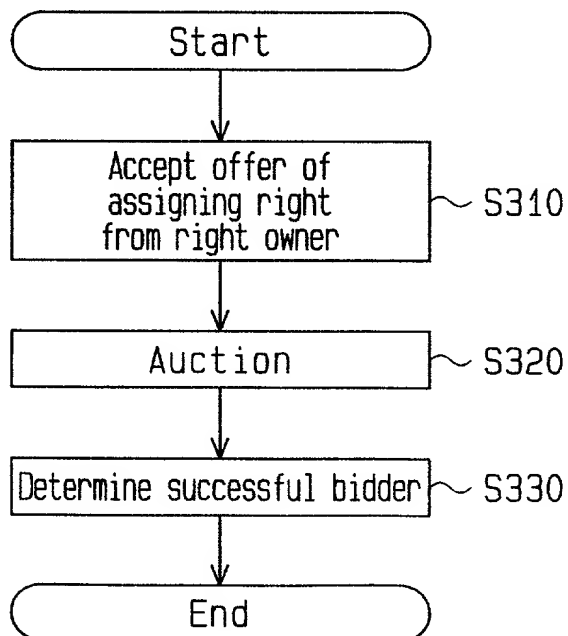 Start
Accept offer of
assigning right
from right owner
S310
Auction
S320
Determine successful bidder
S330
End